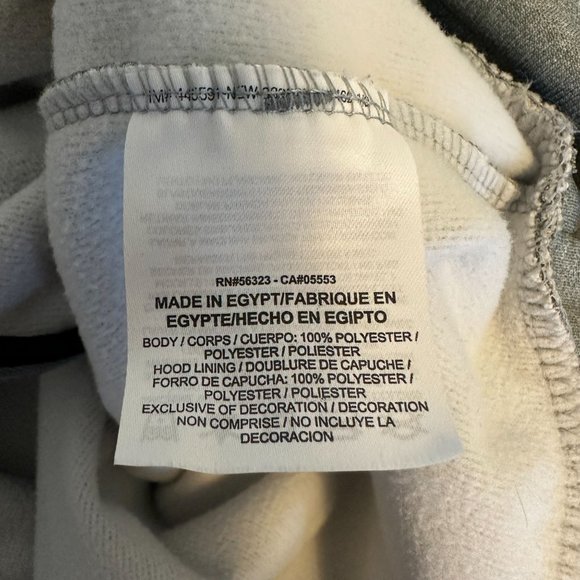 RN#56323 - CA#05553
MADE IN EGYPT/FABRIQUE EN
EGYPTE/HECHO EN EGIPTO
BODY / CORPS / CUERPO: 100% POLYESTER /
POLYESTER / POLIESTER
HOOD LINING / DOUBLURE DE CAPUCHE /
FORRO DE CAPUCHA: 100% POLYESTER /
POLYESTER / POLIESTER
EXCLUSIVE OF DECORATION / DECORATION
NON COMPRISE / NO INCLUYE LA
DECORACION